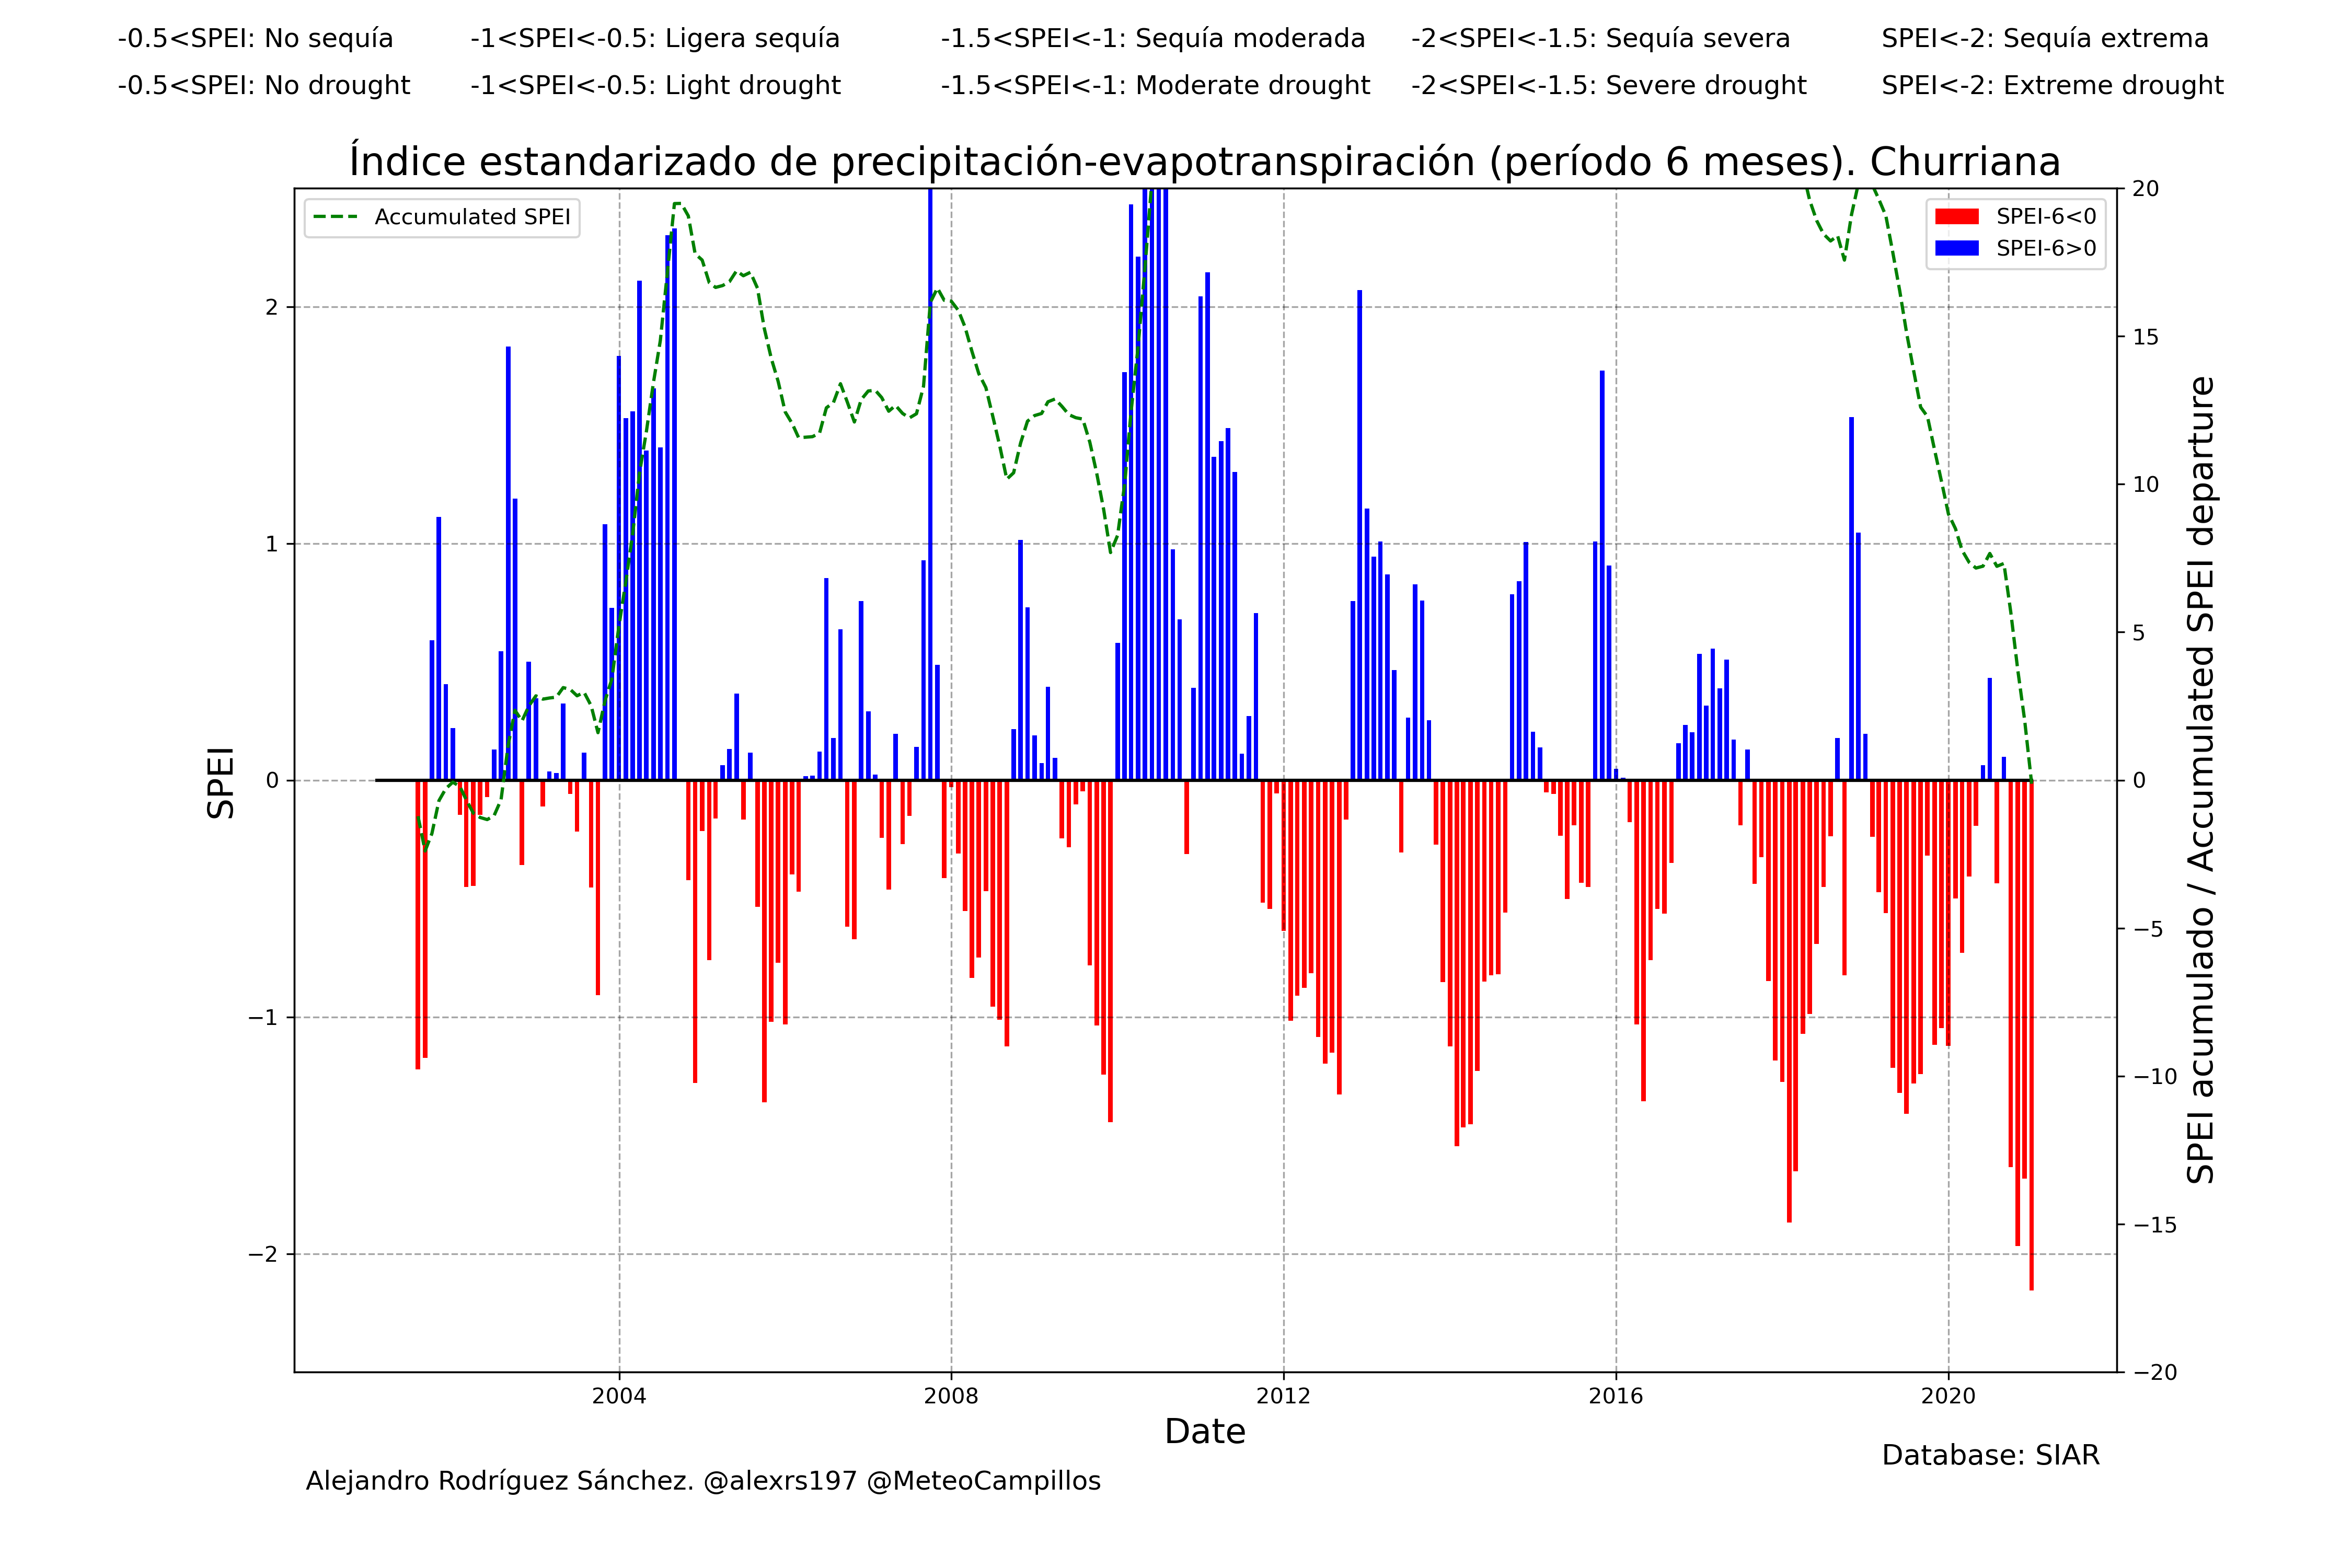 -0.5<SPEI: No sequía -1<SPEI<-0.5: Ligera sequía -1.5<SPEI<-1: Sequía moderada -2<SPEI<-1.5: Sequía severa SPEI<-2: Sequía extrema
-0.5<SPEI: No drought -1<SPEI<-0.5: Light drought -1.5<SPEI<-1: Moderate drought -2<SPEI<-1.5: Severe drought SPEI<-2: Extreme drought
Índice estandarizado de precipitación-evapotranspiración (período 6 meses). Churriana
Accumulated SPEI
SPEI-6<0
SPEI-6>0
SPEI
2
1
0
−1
−2
20
15
10
5
0
−5
−10
−15
−20
SPEI acumulado / Accumulated SPEI departure
2004 2008 2012 2016 2020
Date
Database: SIAR
Alejandro Rodríguez Sánchez. @alexrs197 @MeteoCampillos